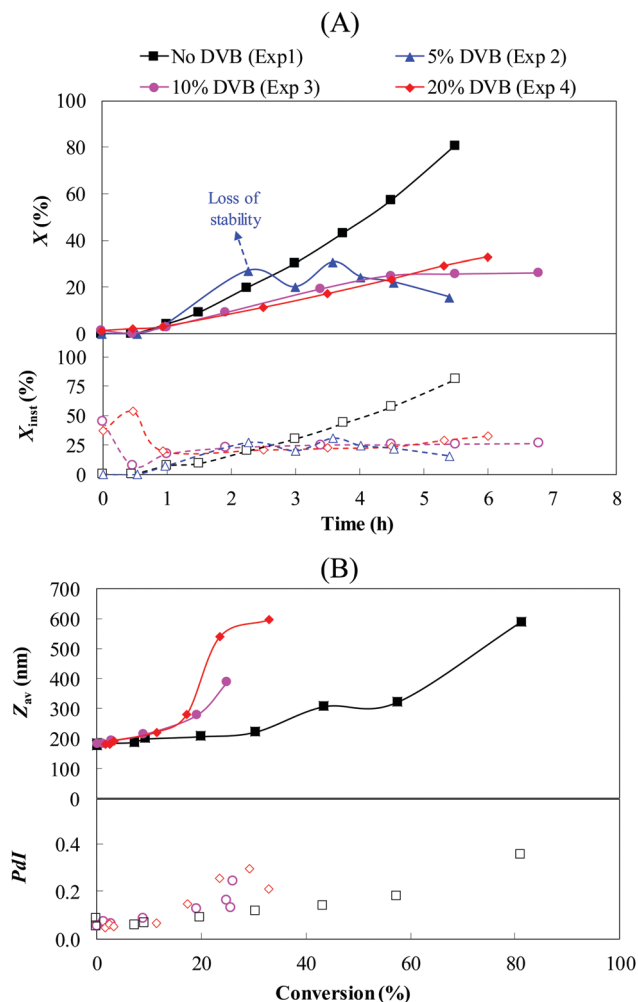 (A)
No DVB (Exp1) 5% DVB (Exp 2)
10% DVB (Exp 3) 20% DVB (Exp 4)
100
80
60
40
20
0
X (%)
Loss of
stability
100
75
50
25
0
X inst (%)
0 1 2 3 4 5 6 7 8
Time (h)
(B)
700
600
500
400
300
200
100
0
Z av (nm)
0.4
0.2
0.0
PdI
0 20 40 60 80 100
Conversion (%)